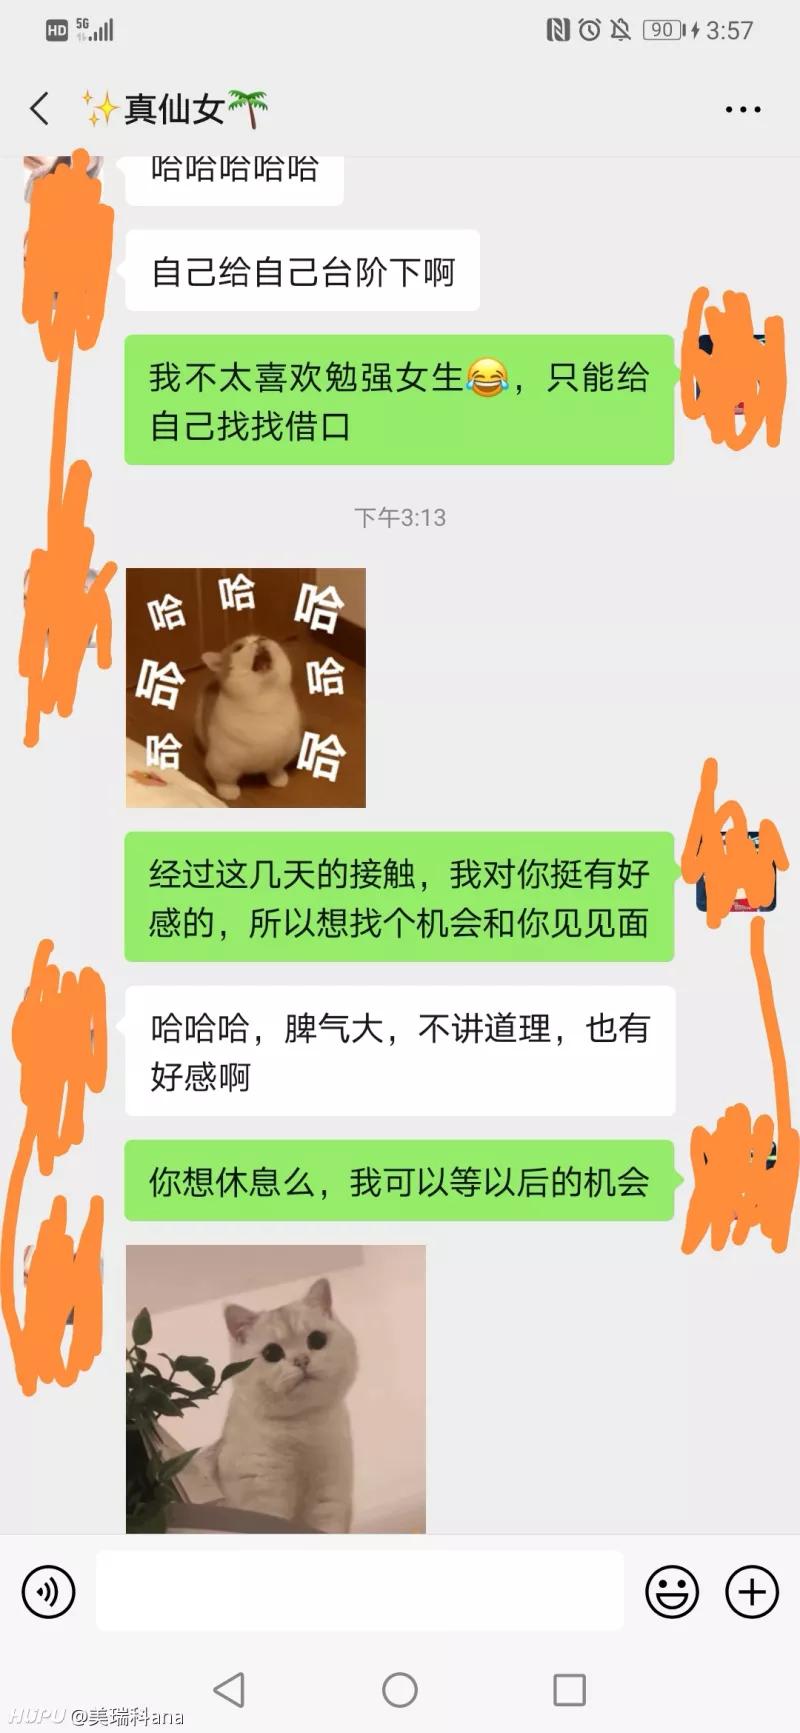 HD 5G 90 3:57
✨真仙女🌴
哈哈哈哈哈
自己给自己台阶下啊
我不太喜欢勉强女生😂，只能给
自己找找借口
下午3:13
哈 哈 哈
哈 哈
哈 哈
经过这几天的接触，我对你挺有好
感的，所以想找个机会和你见见面
哈哈哈，脾气大，不讲道理，也有
好感啊
你想休息么，我可以等以后的机会
HUPU @美瑞科ana